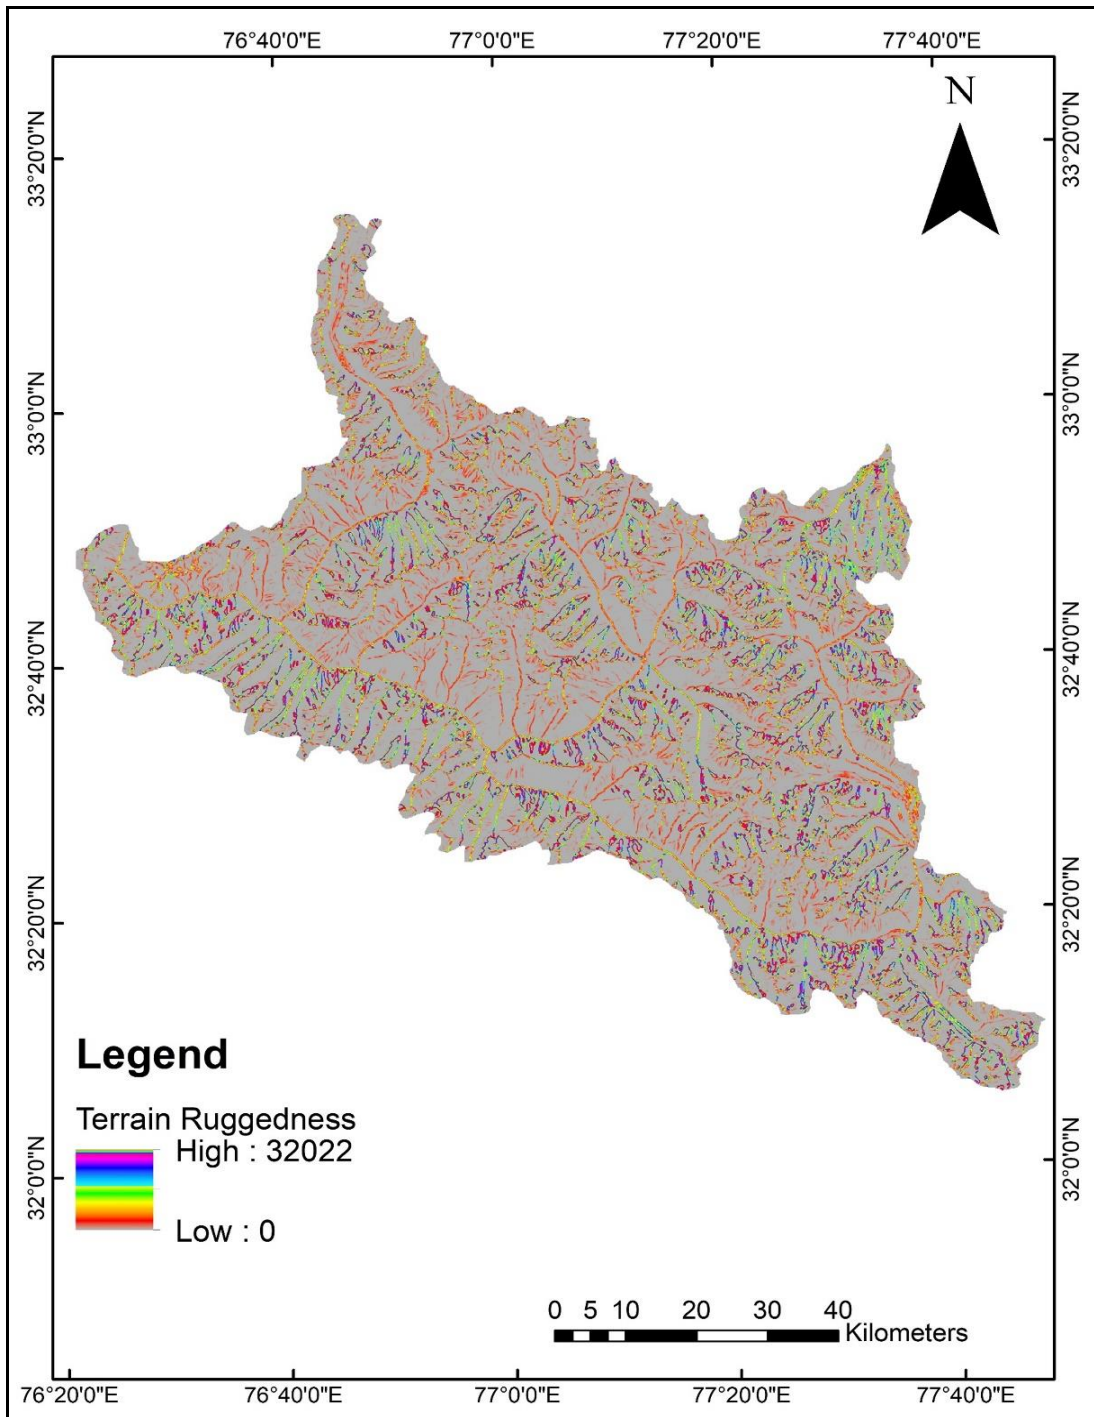 76°40'0"E 77°0'0"E 77°20'0"E 77°40'0"E
N
33°20'0"N
33°20'0"N
33°0'0"N
33°0'0"N
32°40'0"N
32°40'0"N
32°20'0"N
32°20'0"N
Legend
Terrain Ruggedness
High : 32022
Low : 0
32°0'0"N
32°0'0"N
0 5 10 20 30 40
Kilometers
76°20'0"E 76°40'0"E 77°0'0"E 77°20'0"E 77°40'0"E